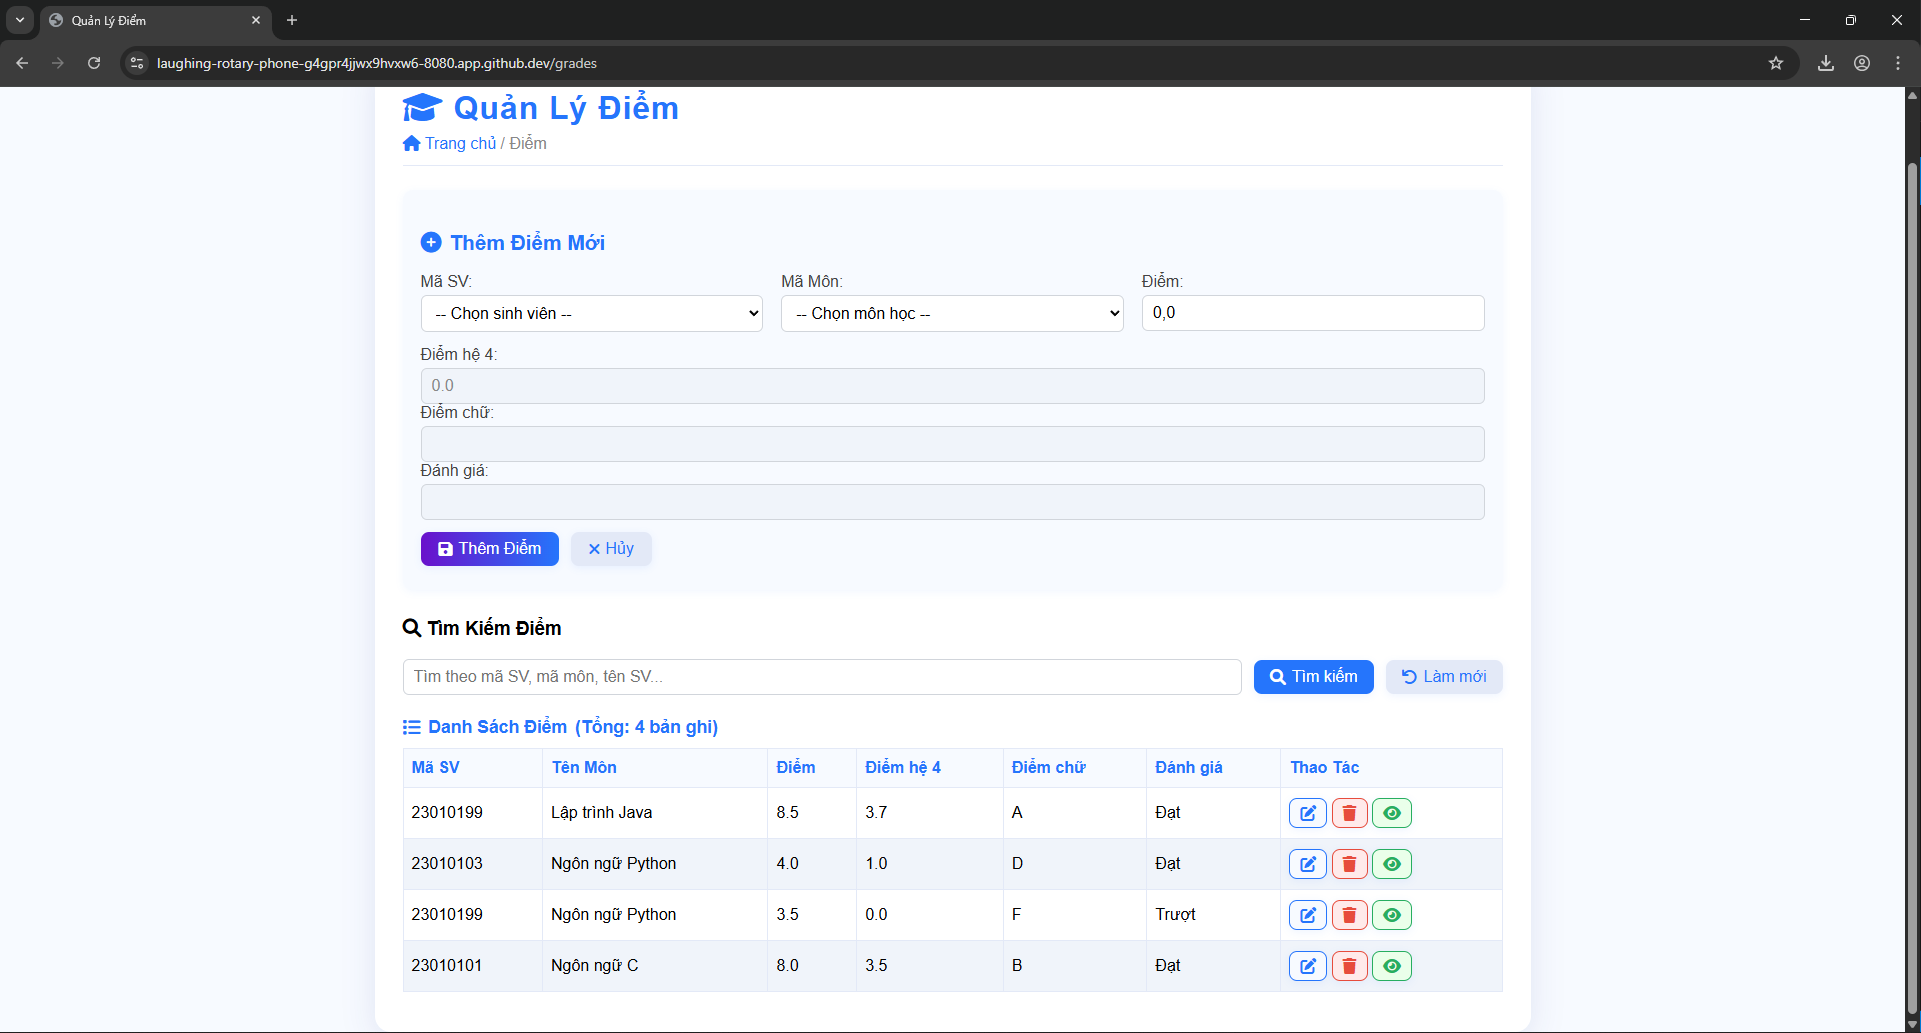 Quản Lý Điểm
laughing-rotary-phone-g4gpr4jjwx9hvxw6-8080.app.github.dev/grades
Quản Lý Điểm
Trang chủ / Điểm
Thêm Điểm Mới
Mã SV: Mã Môn: Điểm:
-- Chọn sinh viên -- -- Chọn môn học -- 0,0
Điểm hệ 4:
0.0
Điểm chữ:
Đánh giá:
Thêm Điểm Hủy
Tìm Kiếm Điểm
Tìm theo mã SV, mã môn, tên SV... Tìm kiếm Làm mới
Danh Sách Điểm (Tổng: 4 bản ghi)
Mã SV Tên Môn Điểm Điểm hệ 4 Điểm chữ Đánh giá Thao Tác
23010199 Lập trình Java 8.5 3.7 A Đạt
23010103 Ngôn ngữ Python 4.0 1.0 D Đạt
23010199 Ngôn ngữ Python 3.5 0.0 F Trượt
23010101 Ngôn ngữ C 8.0 3.5 B Đạt